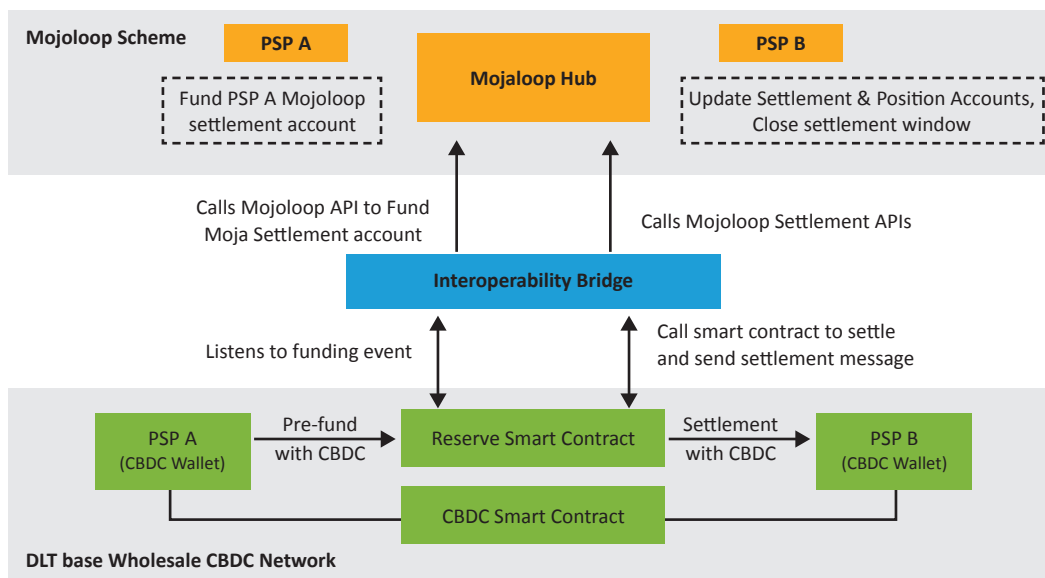 Mojoloop Scheme
PSP A
PSP B
Mojaloop Hub
Fund PSP A Mojoloop
settlement account
Update Settlement & Position Accounts,
Close settlement window
Calls Mojoloop API to Fund
Moja Settlement account
Calls Mojoloop Settlement APIs
Interoperability Bridge
Listens to funding event
Call smart contract to settle
and send settlement message
PSP A
(CBDC Wallet)
Pre-fund
with CBDC
Reserve Smart Contract
Settlement
with CBDC
PSP B
(CBDC Wallet)
CBDC Smart Contract
DLT base Wholesale CBDC Network